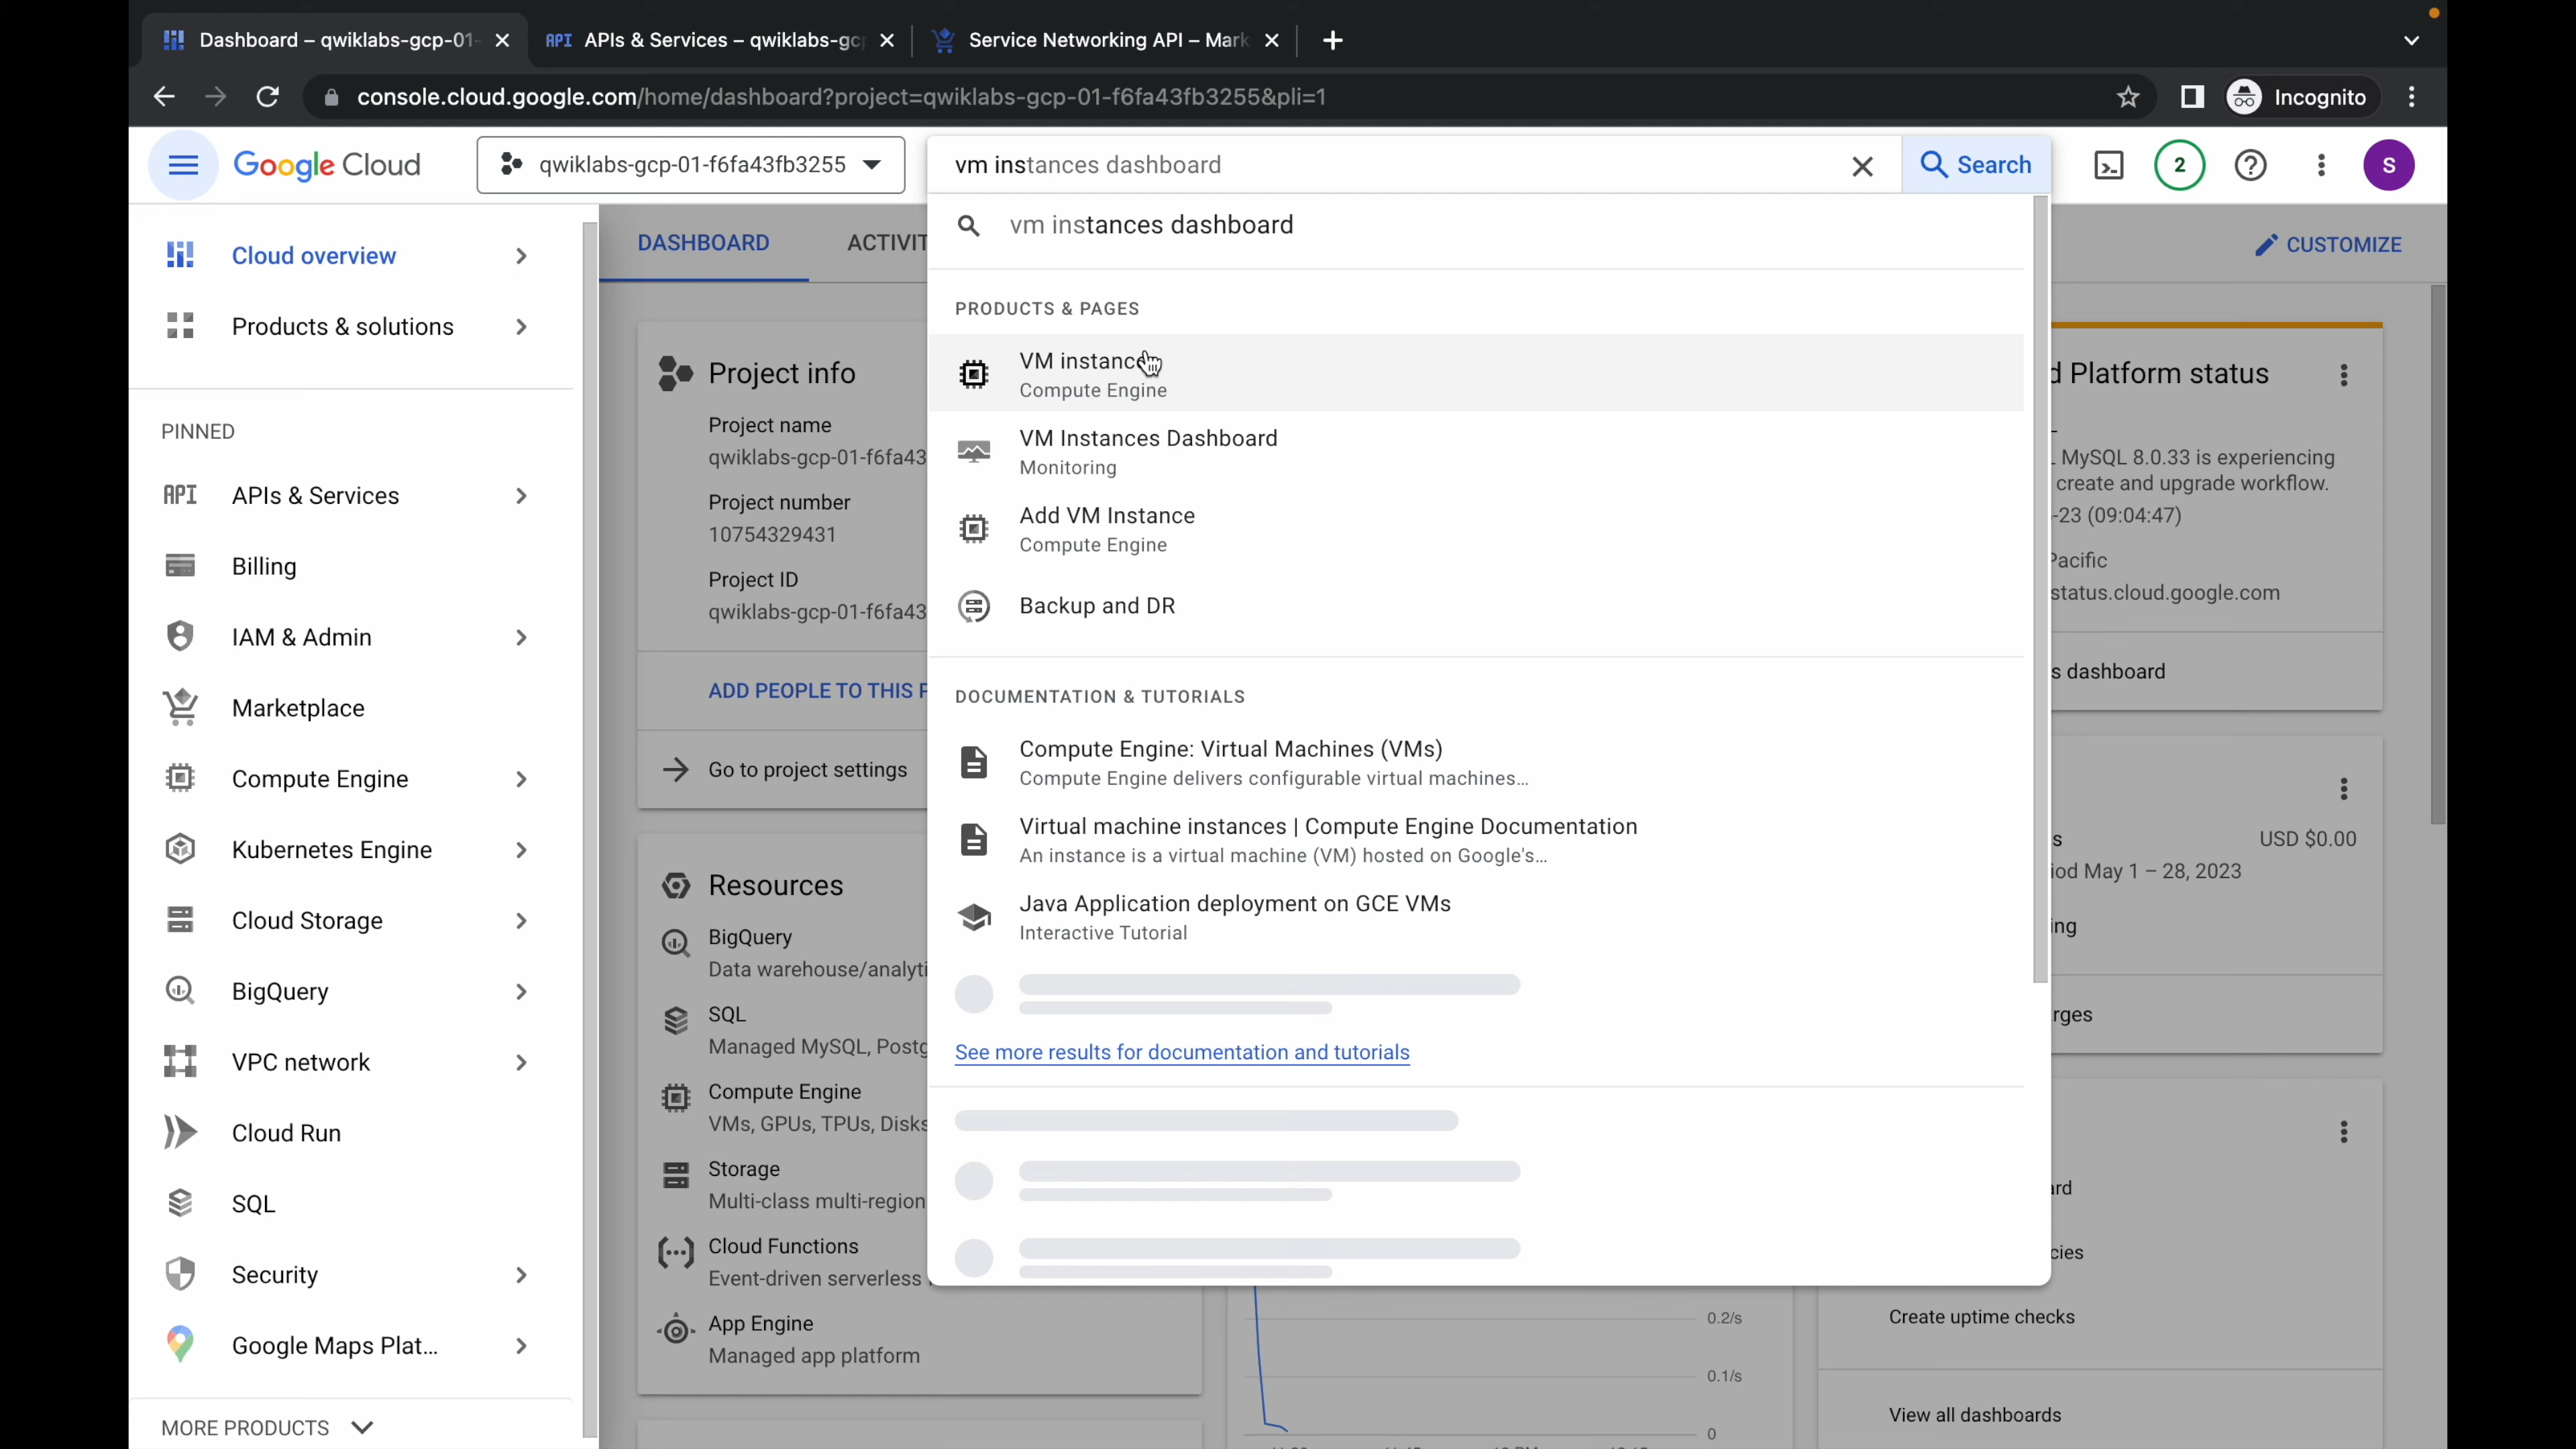 Dashboard – qwiklabs-gcp-01-
APIs & Services – qwiklabs-gc
Service Networking API – Mark
console.cloud.google.com/home/dashboard?project=qwiklabs-gcp-01-f6fa43fb3255&pli=1
Incognito
Google Cloud
qwiklabs-gcp-01-f6fa43fb3255
vm instances dashboard
Search
2
S
Cloud overview
Products & solutions
PINNED
API APIs & Services
Billing
IAM & Admin
Marketplace
Compute Engine
Kubernetes Engine
Cloud Storage
BigQuery
VPC network
Cloud Run
SQL
Security
Google Maps Plat...
MORE PRODUCTS
DASHBOARD
ACTIVIT
CUSTOMIZE
Project info
Project name
qwiklabs-gcp-01-f6fa43
Project number
10754329431
Project ID
qwiklabs-gcp-01-f6fa43
ADD PEOPLE TO THIS P
Go to project settings
Resources
BigQuery
Data warehouse/analyti
SQL
Managed MySQL, Postg
Compute Engine
VMs, GPUs, TPUs, Disks
Storage
Multi-class multi-region
Cloud Functions
Event-driven serverless
App Engine
Managed app platform
vm instances dashboard
PRODUCTS & PAGES
VM instance
Compute Engine
VM Instances Dashboard
Monitoring
Add VM Instance
Compute Engine
Backup and DR
DOCUMENTATION & TUTORIALS
Compute Engine: Virtual Machines (VMs)
Compute Engine delivers configurable virtual machines...
Virtual machine instances | Compute Engine Documentation
An instance is a virtual machine (VM) hosted on Google's...
Java Application deployment on GCE VMs
Interactive Tutorial
See more results for documentation and tutorials
0.2/s
0.1/s
0
d Platform status
MySQL 8.0.33 is experiencing
create and upgrade workflow.
-23 (09:04:47)
Pacific
status.cloud.google.com
s dashboard
s
USD $0.00
iod May 1 – 28, 2023
ing
rges
ard
cies
Create uptime checks
View all dashboards